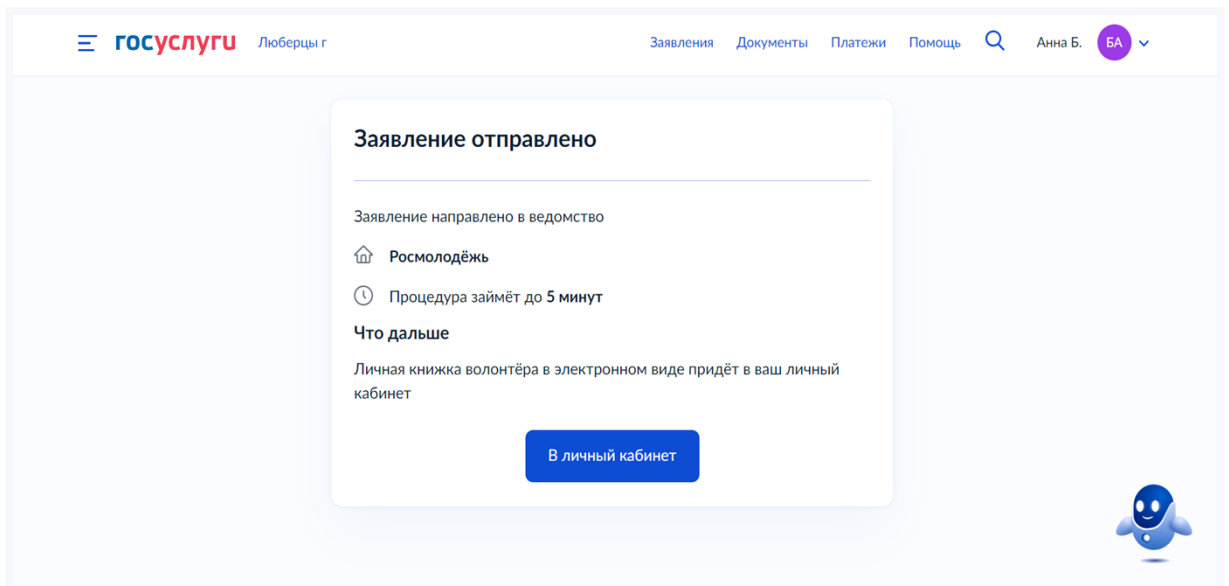 госуслуги Люберцы г Заявления Документы Платежи Помощь Анна Б. БА
Заявление отправлено
Заявление направлено в ведомство
Росмолодёжь
Процедура займёт до 5 минут
Что дальше
Личная книжка волонтёра в электронном виде придёт в ваш личный
кабинет
В личный кабинет